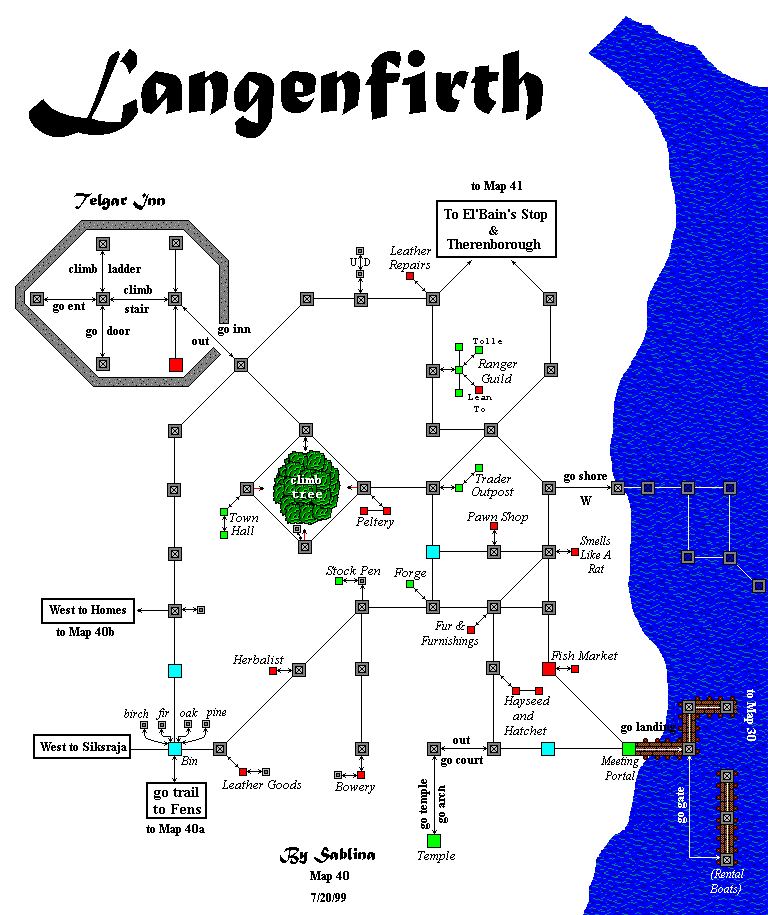 Langenfirth
to Map 41
Telgar Inn
To El'Bain's Stop
&
Therenborough
climb ladder
climb
stair
go ent
go door
out
go inn
U D
Leather
Repairs
Tolle
Ranger
Guild
Lean
To
climb
tree
Town
Hall
Peltery
Trader
Outpost
go shore
W
Pawn Shop
Smells
Like A
Rat
Stock Pen
Forge
Fur &
Furnishings
West to Homes
to Map 40b
Herbalist
Fish Market
Hayseed
and
Hatchet
birch fir oak pine
West to Siksraja
Bin
go trail
to Fens
to Map 40a
Leather Goods
Bowery
out
go court
go temple
go arch
Temple
go landing
Meeting
Portal
to Map 30
go gate
(Rental
Boats)
By Sablina
Map 40
7/20/99